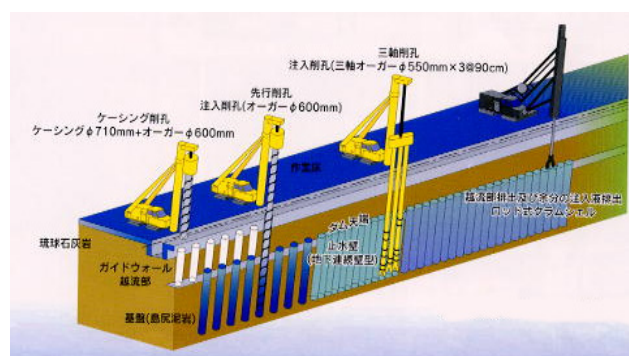 三軸削孔
注入削孔(三軸オーガーφ550mm×3@90cm)
先行削孔
注入削孔(オーガーφ600mm)
ケーシング削孔
ケーシングφ710mm+オーガーφ600mm
越流部排出及び余分の注入液排出
ロッド式クラムシェル
ダム天端
止水壁
(地下連続壁型)
琉球石灰岩
ガイドウォール
越流部
基盤(島尻泥岩)